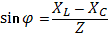 sin φ = (X_L − X_C) / Z